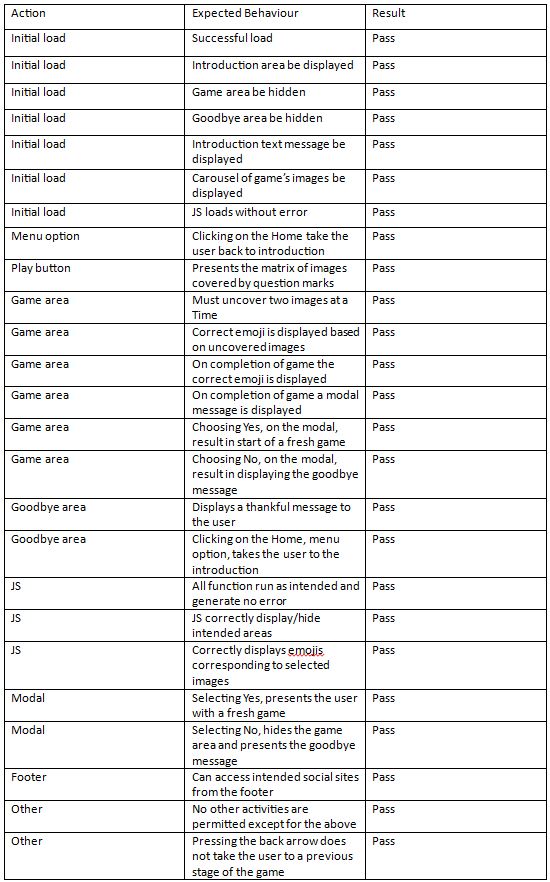 Action Expected Behaviour Result
Initial load Successful load Pass
Initial load Introduction area be displayed Pass
Initial load Game area be hidden Pass
Initial load Goodbye area be hidden Pass
Initial load Introduction text message be Pass
displayed
Initial load Carousel of game's images be Pass
displayed
Initial load JS loads without error Pass
Menu option Clicking on the Home take the Pass
user back to introduction
Play button Presents the matrix of images Pass
covered by question marks
Game area Must uncover two images at a Pass
Time
Game area Correct emoji is displayed based Pass
on uncovered images
Game area On completion of game the Pass
correct emoji is displayed
Game area On completion of game a modal Pass
message is displayed
Game area Choosing Yes, on the modal, Pass
result in start of a fresh game
Game area Choosing No, on the modal, Pass
result in displaying the goodbye
message
Goodbye area Displays a thankful message to Pass
the user
Goodbye area Clicking on the Home, menu Pass
option, takes the user to the
introduction
JS All function run as intended and Pass
generate no error
JS JS correctly display/hide Pass
intended areas
JS Correctly displays emojis Pass
corresponding to selected
images
Modal Selecting Yes, presents the user Pass
with a fresh game
Modal Selecting No, hides the game Pass
area and presents the goodbye
message
Footer Can access intended social sites Pass
from the footer
Other No other activities are Pass
permitted except for the above
Other Pressing the back arrow does Pass
not take the user to a previous
stage of the game